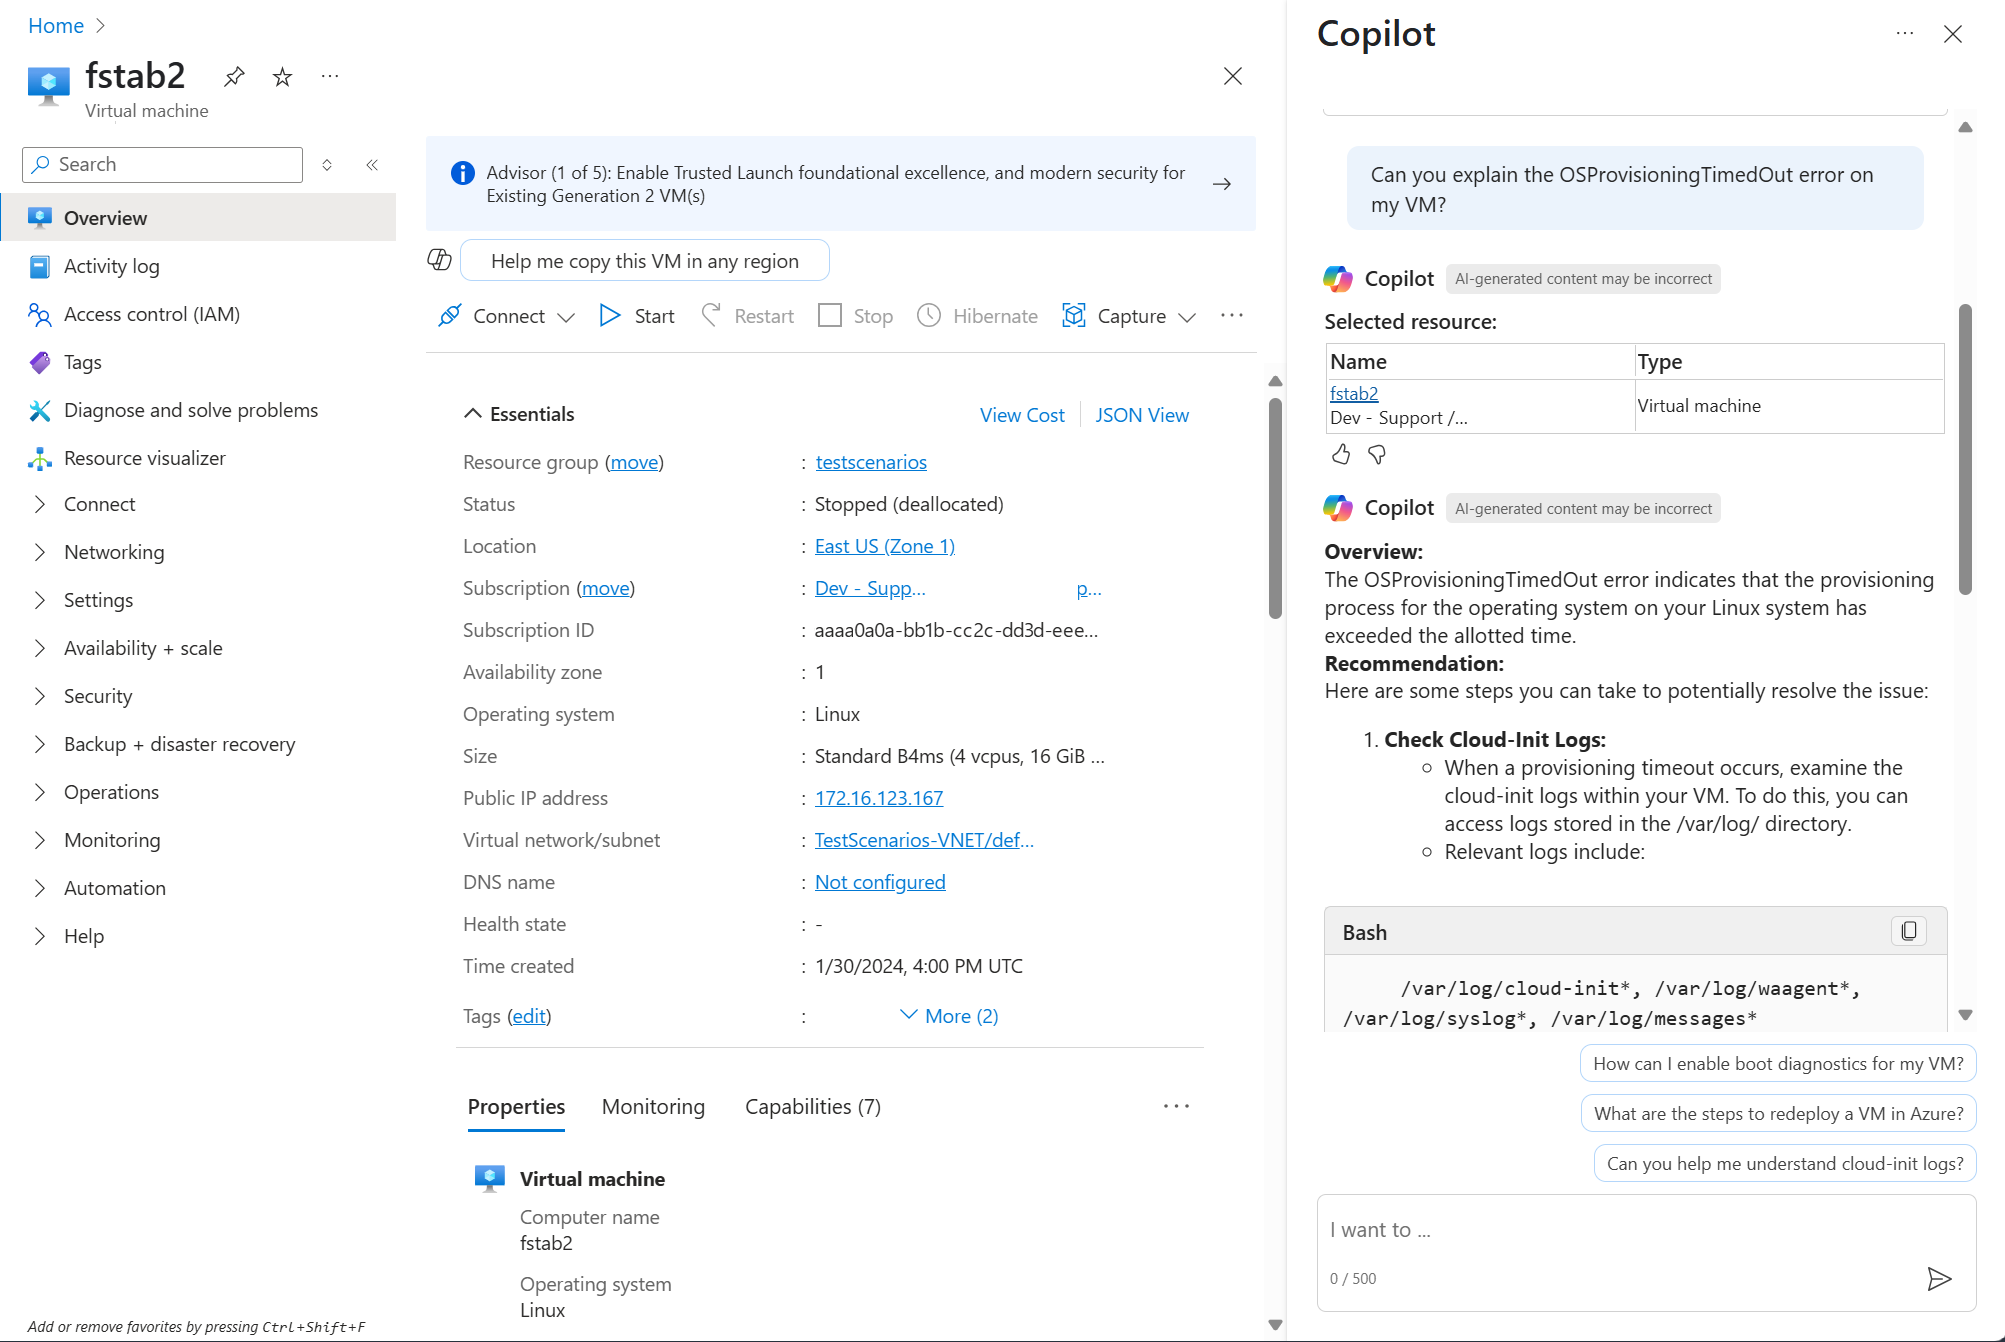 Home
fstab2
Virtual machine
Search
Overview
Activity log
Access control (IAM)
Tags
Diagnose and solve problems
Resource visualizer
Connect
Networking
Settings
Availability + scale
Security
Backup + disaster recovery
Operations
Monitoring
Automation
Help
Add or remove favorites by pressing Ctrl+Shift+F
Advisor (1 of 5): Enable Trusted Launch foundational excellence, and modern security for
Existing Generation 2 VM(s)
Help me copy this VM in any region
Connect Start Restart Stop Hibernate Capture
Essentials View Cost JSON View
Resource group (move) : testscenarios
Status : Stopped (deallocated)
Location : East US (Zone 1)
Subscription (move) : Dev - Supp... p...
Subscription ID : aaaa0a0a-bb1b-cc2c-dd3d-eee...
Availability zone : 1
Operating system : Linux
Size : Standard B4ms (4 vcpus, 16 GiB ...
Public IP address : 172.16.123.167
Virtual network/subnet : TestScenarios-VNET/def...
DNS name : Not configured
Health state : -
Time created : 1/30/2024, 4:00 PM UTC
Tags (edit) : More (2)
Properties Monitoring Capabilities (7)
Virtual machine
Computer name
fstab2
Operating system
Linux
Copilot
Can you explain the OSProvisioningTimedOut error on
my VM?
Copilot AI-generated content may be incorrect
Selected resource:
Name Type
fstab2
Dev - Support /... Virtual machine
Copilot AI-generated content may be incorrect
Overview:
The OSProvisioningTimedOut error indicates that the provisioning
process for the operating system on your Linux system has
exceeded the allotted time.
Recommendation:
Here are some steps you can take to potentially resolve the issue:
1. Check Cloud-Init Logs:
○ When a provisioning timeout occurs, examine the
cloud-init logs within your VM. To do this, you can
access logs stored in the /var/log/ directory.
○ Relevant logs include:
Bash
/var/log/cloud-init*, /var/log/waagent*,
/var/log/syslog*, /var/log/messages*
How can I enable boot diagnostics for my VM?
What are the steps to redeploy a VM in Azure?
Can you help me understand cloud-init logs?
I want to ...
0 / 500